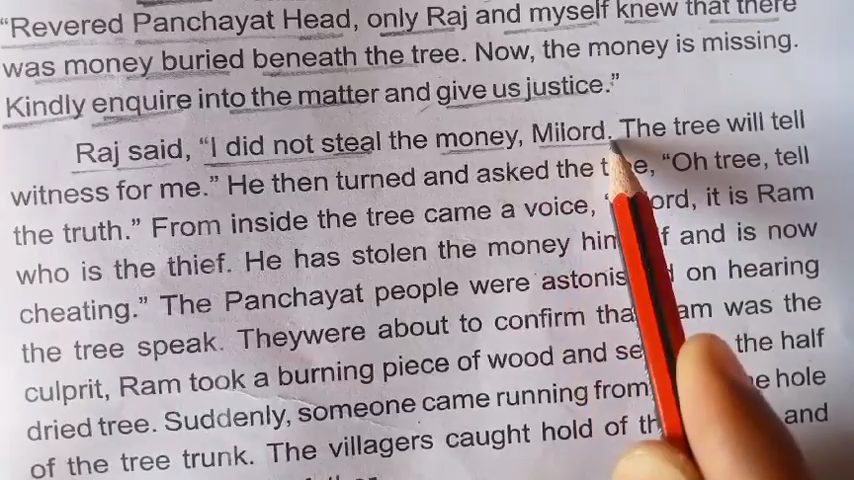 "Revered Panchayat Head, only Raj and myself knew that there
was money buried beneath the tree. Now, the money is missing.
Kindly enquire into the matter and give us justice."
Raj said, "I did not steal the money, Milord. The tree will tell
witness for me." He then turned and asked the "Oh tree, tell
the truth." From inside the tree came a voice, it is Ram
who is the thief. He has stolen the money and is now
cheating." The Panchayat people were on hearing
the tree speak. Theywere about to confirm was the
culprit, Ram took a burning piece of wood and the half
dried tree. Suddenly, someone came running from hole
of the tree trunk. The villagers caught hold of and